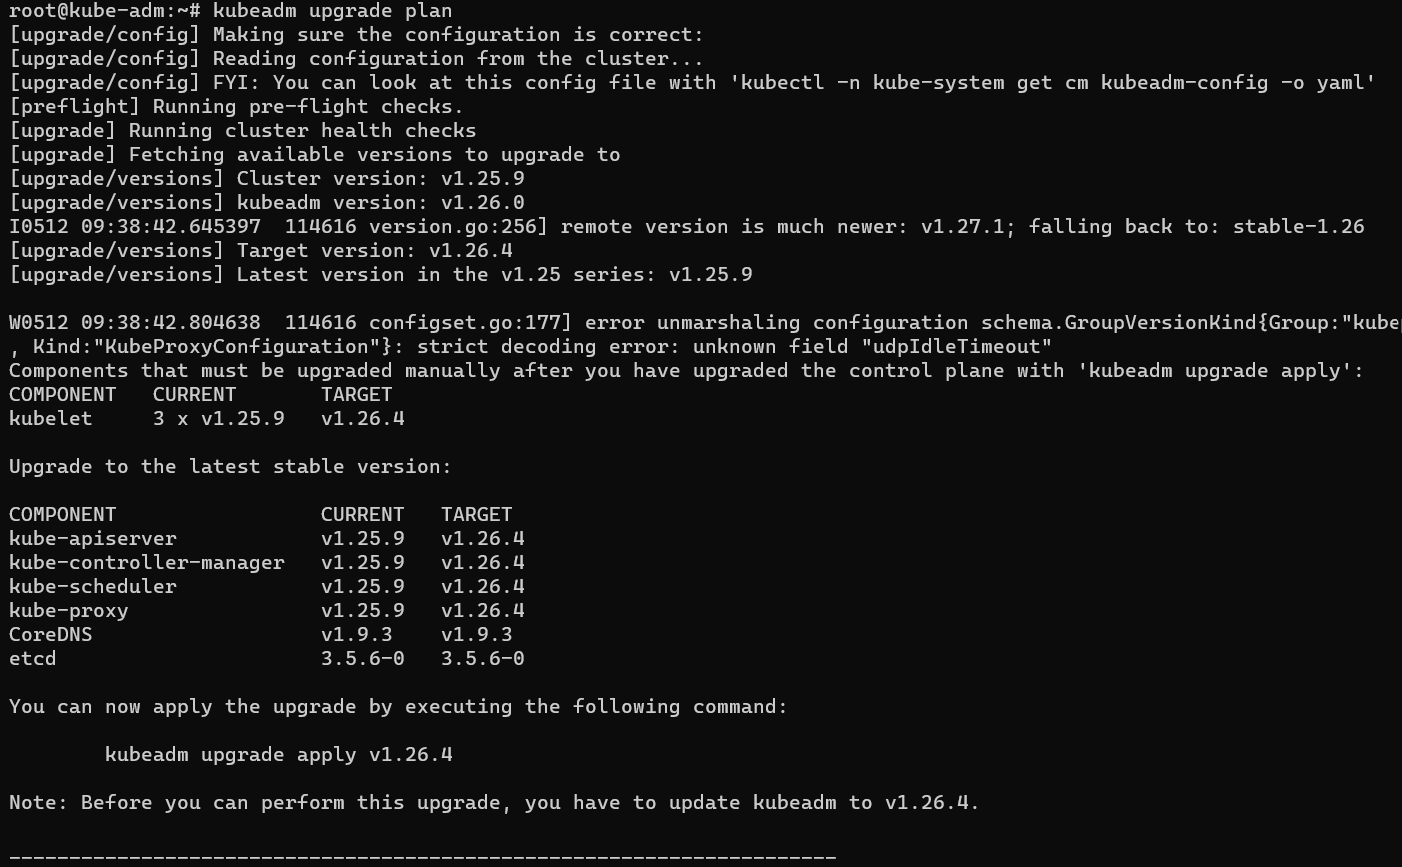 root@kube-adm:~# kubeadm upgrade plan
[upgrade/config] Making sure the configuration is correct:
[upgrade/config] Reading configuration from the cluster...
[upgrade/config] FYI: You can look at this config file with 'kubectl -n kube-system get cm kubeadm-config -o yaml'
[preflight] Running pre-flight checks.
[upgrade] Running cluster health checks
[upgrade] Fetching available versions to upgrade to
[upgrade/versions] Cluster version: v1.25.9
[upgrade/versions] kubeadm version: v1.26.0
I0512 09:38:42.645397  114616 version.go:256] remote version is much newer: v1.27.1; falling back to: stable-1.26
[upgrade/versions] Target version: v1.26.4
[upgrade/versions] Latest version in the v1.25 series: v1.25.9
W0512 09:38:42.804638  114616 configset.go:177] error unmarshaling configuration schema.GroupVersionKind{Group:"kube
, Kind:"KubeProxyConfiguration"}: strict decoding error: unknown field "udpIdleTimeout"
Components that must be upgraded manually after you have upgraded the control plane with 'kubeadm upgrade apply':
COMPONENT   CURRENT       TARGET
kubelet     3 x v1.25.9   v1.26.4
Upgrade to the latest stable version:
COMPONENT                 CURRENT   TARGET
kube-apiserver            v1.25.9   v1.26.4
kube-controller-manager   v1.25.9   v1.26.4
kube-scheduler            v1.25.9   v1.26.4
kube-proxy                v1.25.9   v1.26.4
CoreDNS                   v1.9.3    v1.9.3
etcd                      3.5.6-0   3.5.6-0
You can now apply the upgrade by executing the following command:
        kubeadm upgrade apply v1.26.4
Note: Before you can perform this upgrade, you have to update kubeadm to v1.26.4.
_____________________________________________________________________